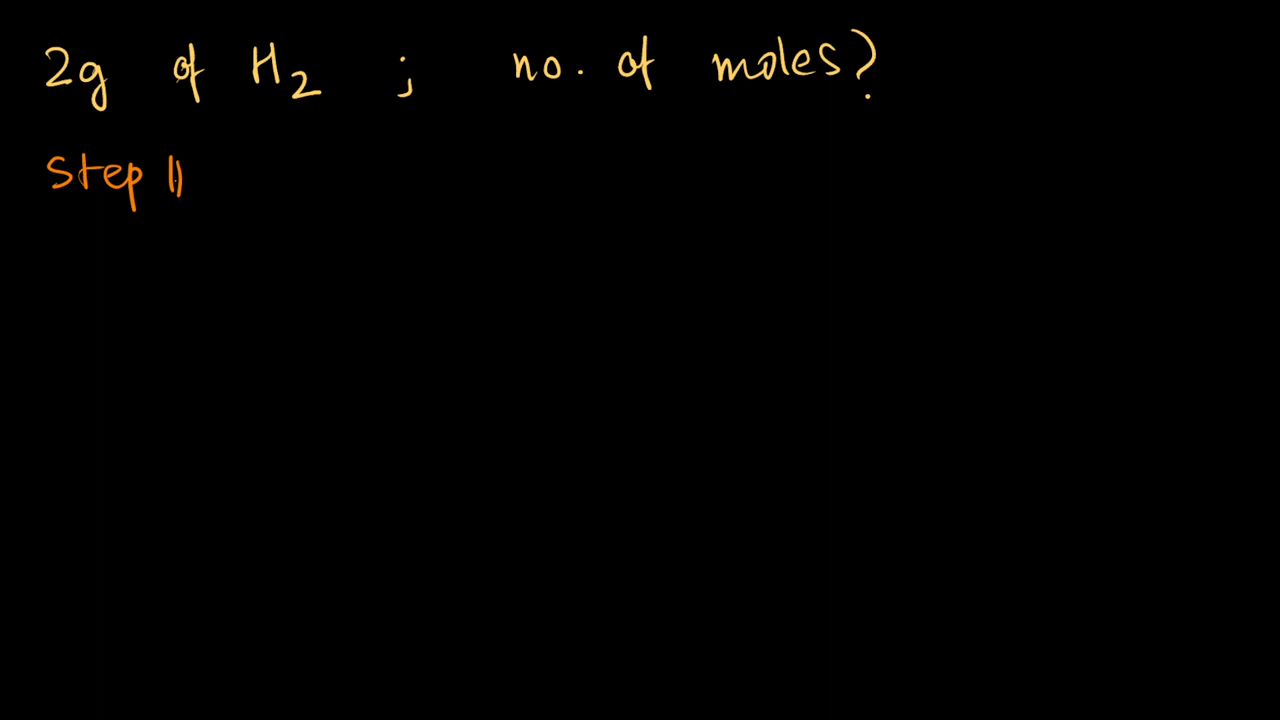 2g of H₂ ; no. of moles?
Step 1)